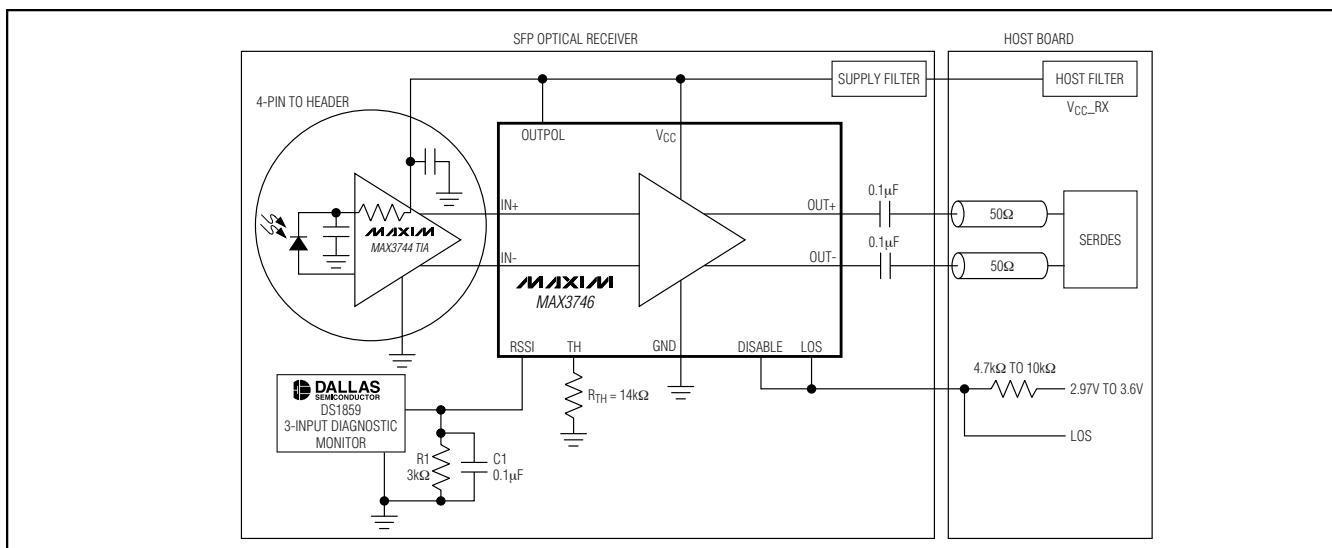 SFP OPTICAL RECEIVER
HOST BOARD
SUPPLY FILTER
HOST FILTER
VCC_RX
4-PIN TO HEADER
OUTPOL
VCC
0.1µF
IN+
OUT+
50Ω
MAXIM
MAX3744 TIA
SERDES
0.1µF
IN-
OUT-
50Ω
MAXIM
MAX3746
RSSI
TH
GND
DISABLE
LOS
4.7kΩ TO 10kΩ
2.97V TO 3.6V
DALLAS
SEMICONDUCTOR
DS1859
3-INPUT DIAGNOSTIC
MONITOR
RTH = 14kΩ
LOS
R1
3kΩ
C1
0.1µF